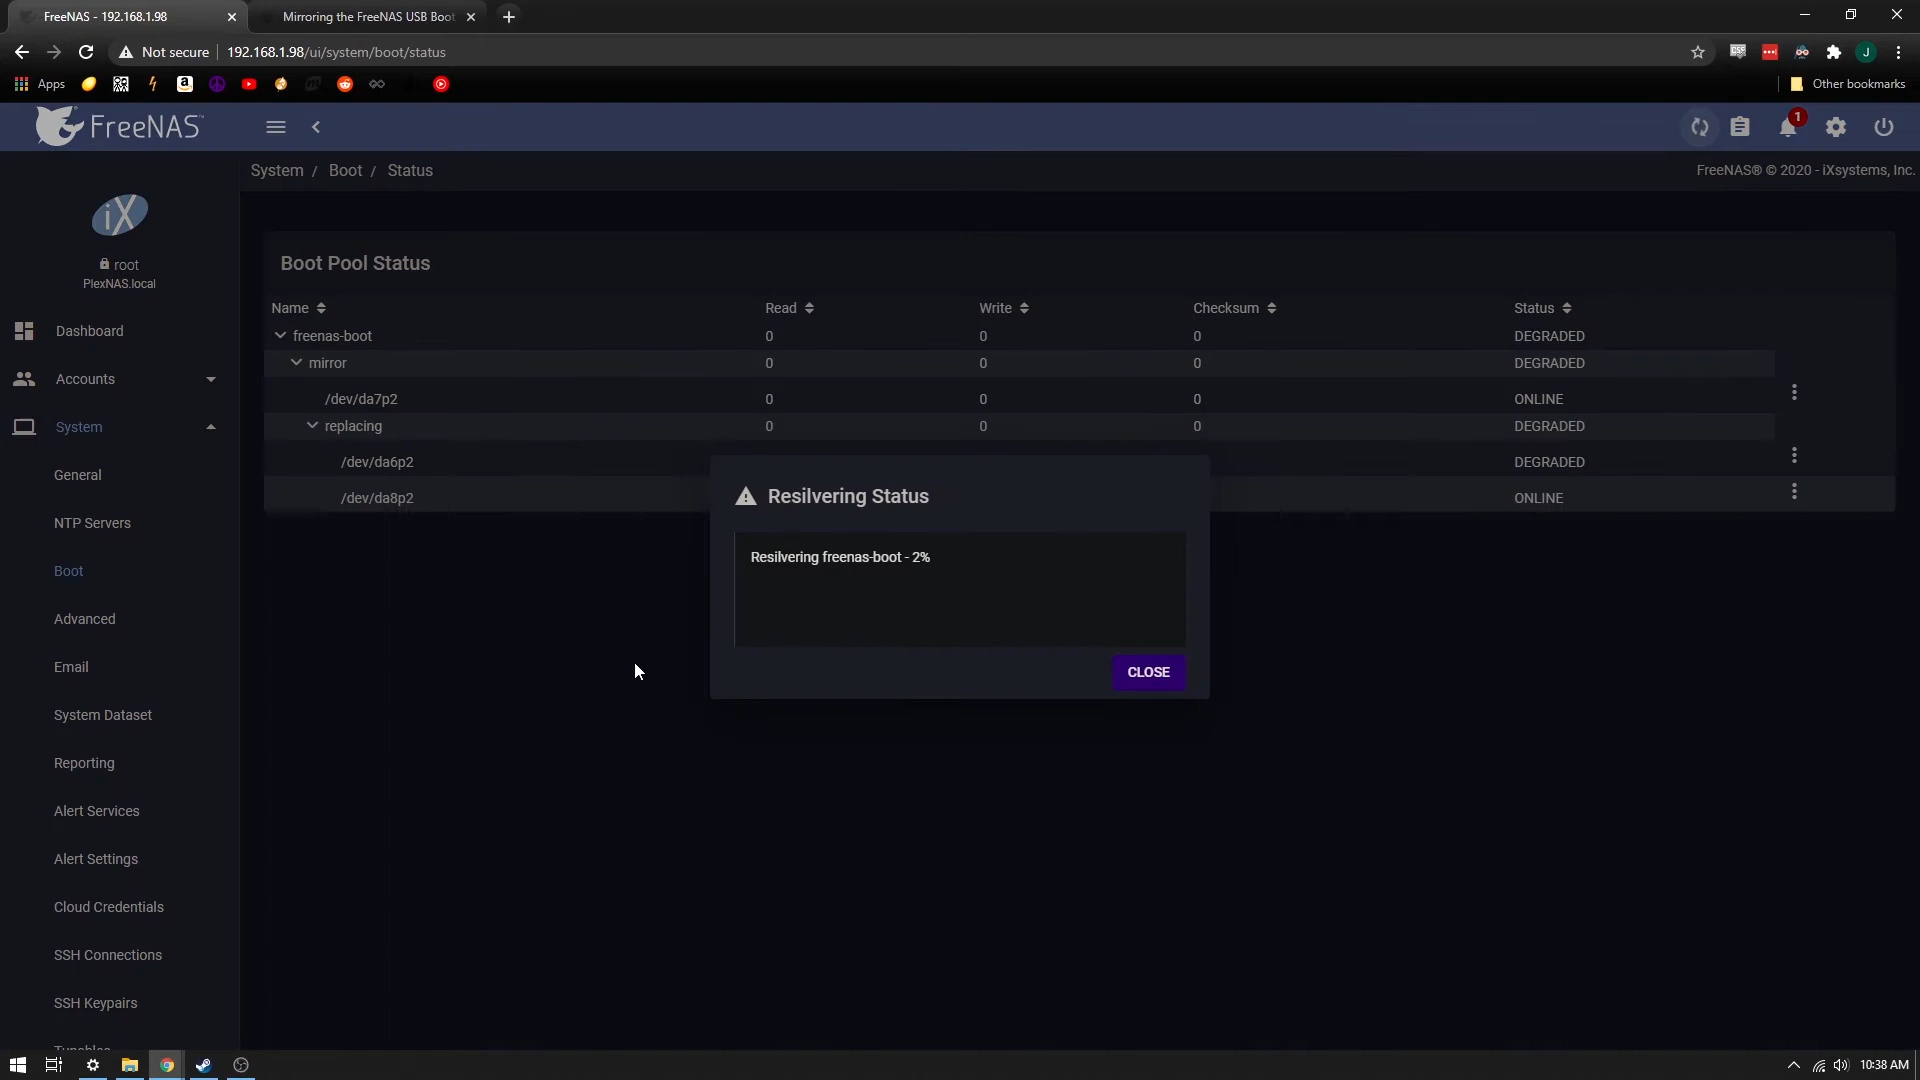 FreeNAS - 192.168.1.98
Mirroring the FreeNAS USB Boot
Not secure
192.168.1.98/ui/system/boot/status
Apps
Other bookmarks
FreeNAS
1
System / Boot / Status
FreeNAS® © 2020 - iXsystems, Inc.
iX
root
PlexNAS.local
Dashboard
Accounts
System
General
NTP Servers
Boot
Advanced
Email
System Dataset
Reporting
Alert Services
Alert Settings
Cloud Credentials
SSH Connections
SSH Keypairs
Tunables
Boot Pool Status
Name Read Write Checksum Status
freenas-boot 0 0 0 DEGRADED
mirror 0 0 0 DEGRADED
/dev/da7p2 0 0 0 ONLINE
replacing 0 0 0 DEGRADED
/dev/da6p2 DEGRADED
/dev/da8p2 ONLINE
Resilvering Status
Resilvering freenas-boot - 2%
CLOSE
10:38 AM